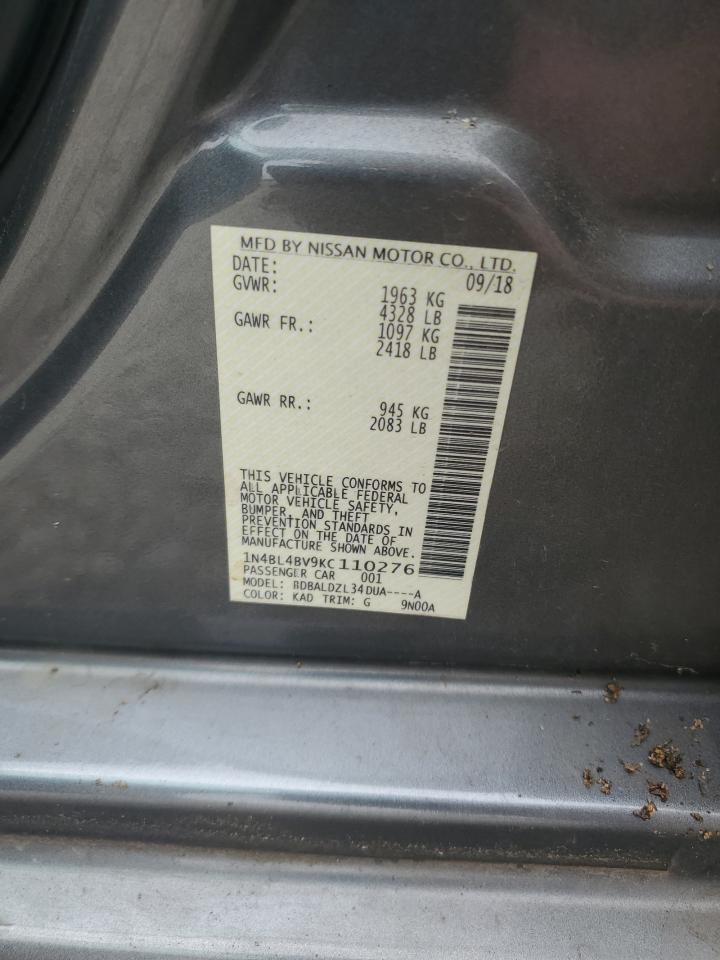 MFD BY NISSAN MOTOR CO., LTD.
DATE: 09/18
GVWR: 1963 KG
4328 LB
GAWR FR.: 1097 KG
2418 LB
GAWR RR.: 945 KG
2083 LB
THIS VEHICLE CONFORMS TO
ALL APPLICABLE FEDERAL
MOTOR VEHICLE SAFETY,
BUMPER, AND THEFT
PREVENTION STANDARDS IN
EFFECT ON THE DATE OF
MANUFACTURE SHOWN ABOVE.
1N4BL4BV9KC110276
PASSENGER CAR 001
MODEL: BDBALDZL34DUA----A
COLOR: KAD TRIM: G 9N00A